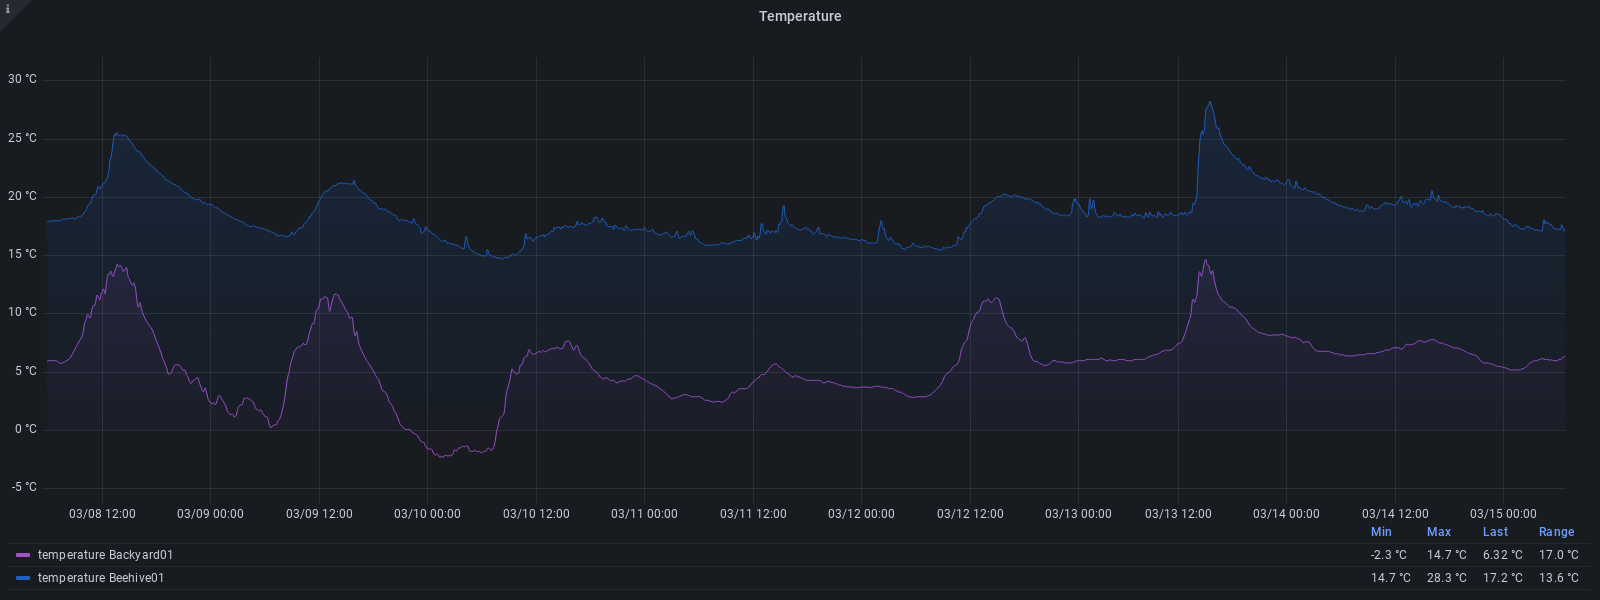 i
Temperature
30 °C
25 °C
20 °C
15 °C
10 °C
5 °C
0 °C
-5 °C
03/08 12:00 03/09 00:00 03/09 12:00 03/10 00:00 03/10 12:00 03/11 00:00 03/11 12:00 03/12 00:00 03/12 12:00 03/13 00:00 03/13 12:00 03/14 00:00 03/14 12:00 03/15 00:00
Min Max Last Range
temperature Backyard01 -2.3 °C 14.7 °C 6.32 °C 17.0 °C
temperature Beehive01 14.7 °C 28.3 °C 17.2 °C 13.6 °C